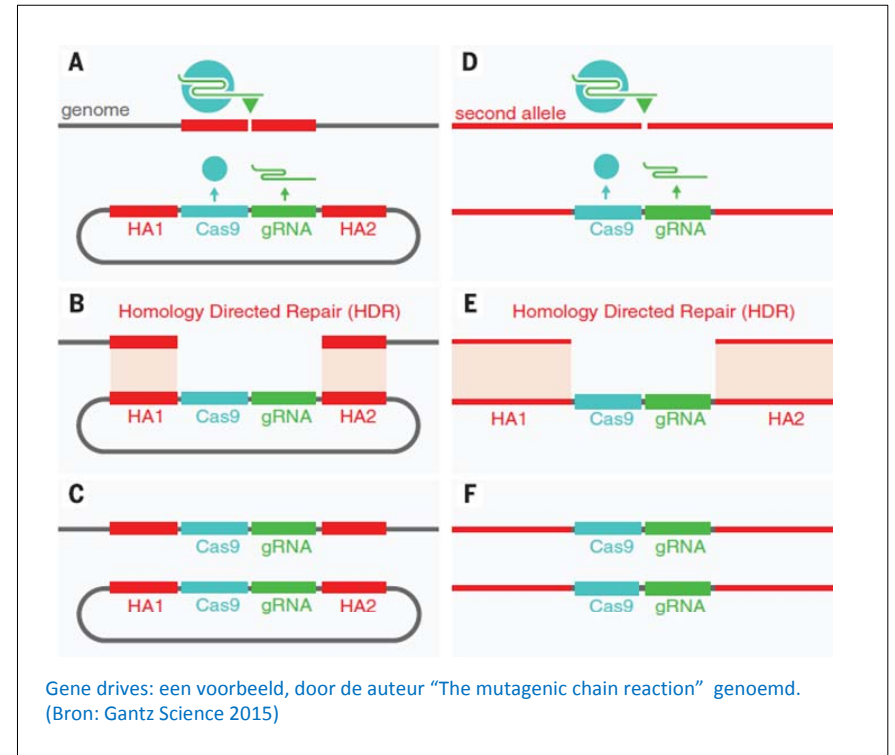 A
genome
HA1 Cas9 gRNA HA2
B
Homology Directed Repair (HDR)
HA1 Cas9 gRNA HA2
C
Cas9 gRNA
HA1 Cas9 gRNA HA2
D
second allele
Cas9 gRNA
E
Homology Directed Repair (HDR)
HA1 Cas9 gRNA HA2
F
Cas9 gRNA
Cas9 gRNA
Gene drives: een voorbeeld, door de auteur “The mutagenic chain reaction” genoemd.
(Bron: Gantz Science 2015)